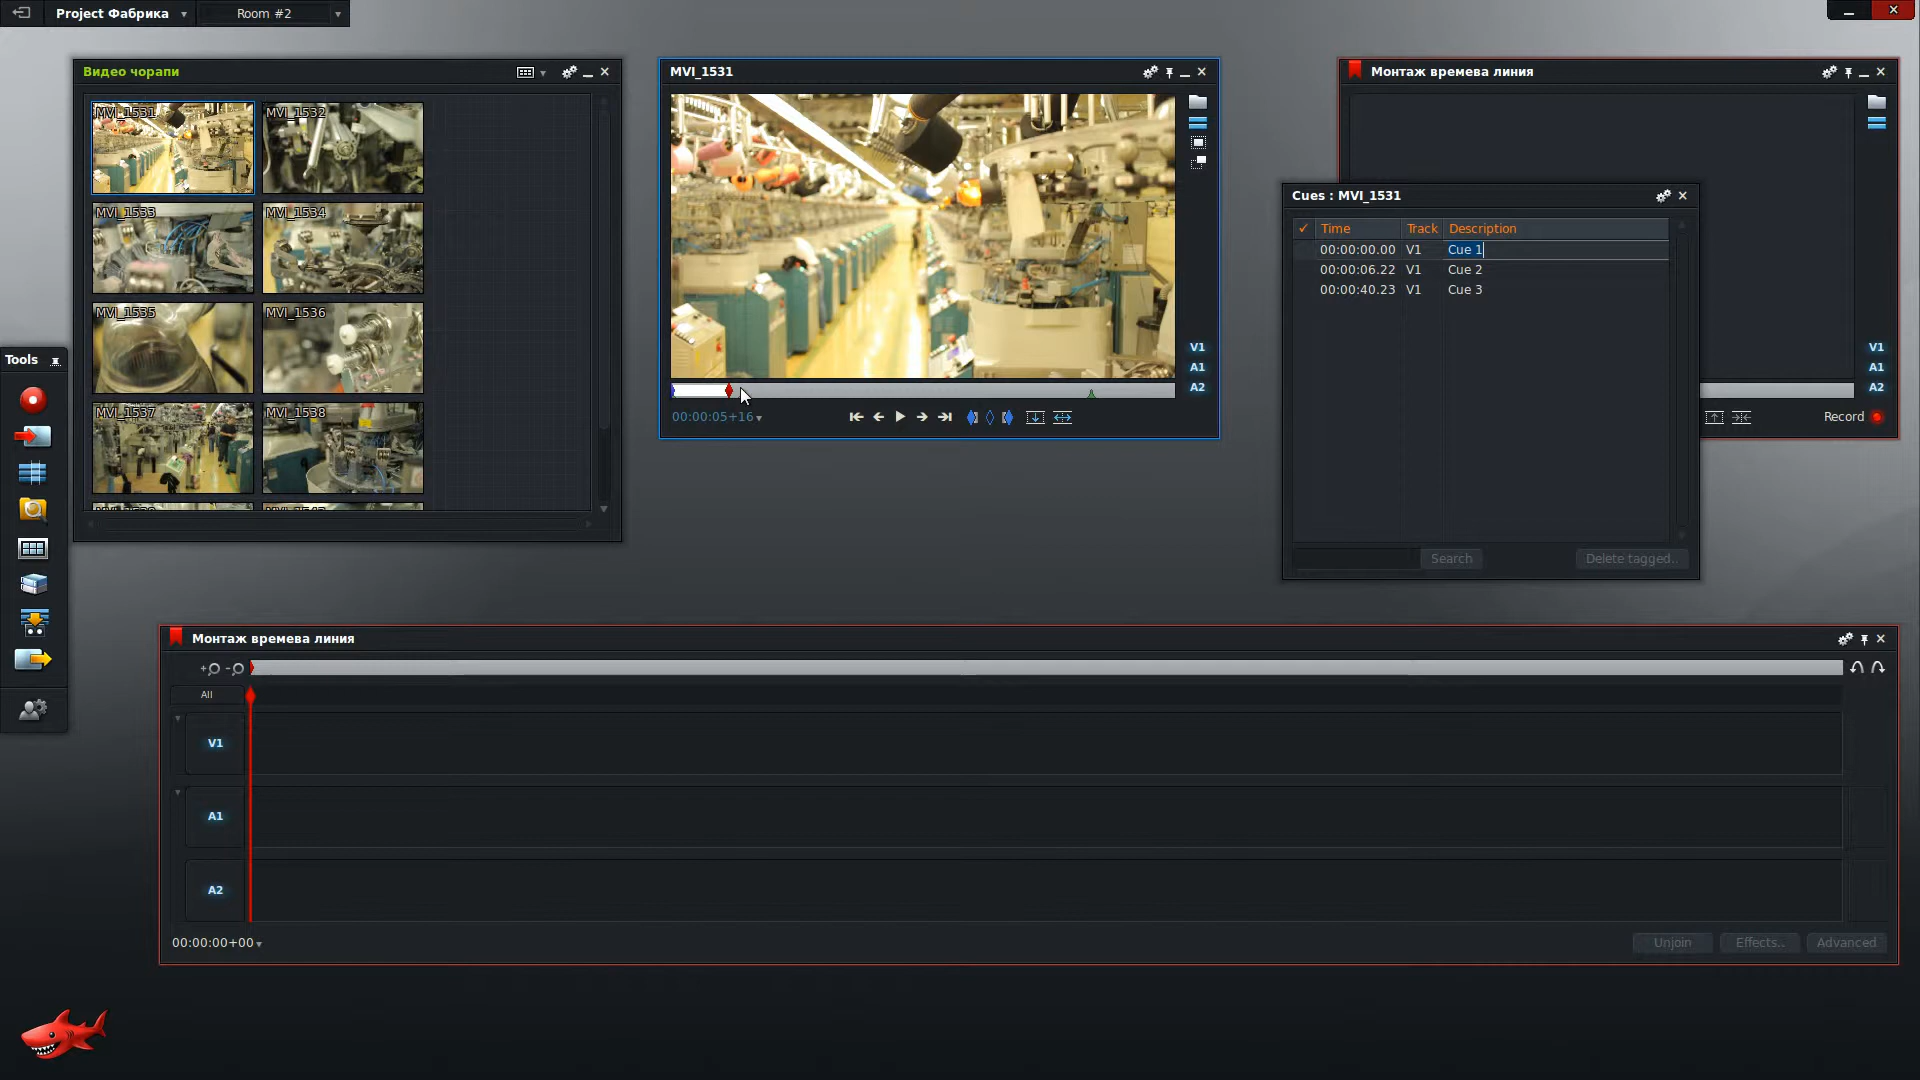 Project Фабрика
Room #2
Видео чорапи
MVI_1531
MVI_1532
MVI_1533
MVI_1534
MVI_1535
MVI_1536
MVI_1537
MVI_1538
Tools
MVI_1531
V1
A1
A2
00:00:05+16
Монтаж времева линия
V1
A1
A2
Record
Cues : MVI_1531
Time Track Description
00:00:00.00 V1 Cue 1
00:00:06.22 V1 Cue 2
00:00:40.23 V1 Cue 3
Search
Delete tagged..
Монтаж времева линия
All
V1
A1
A2
00:00:00+00
Unjoin
Effects..
Advanced